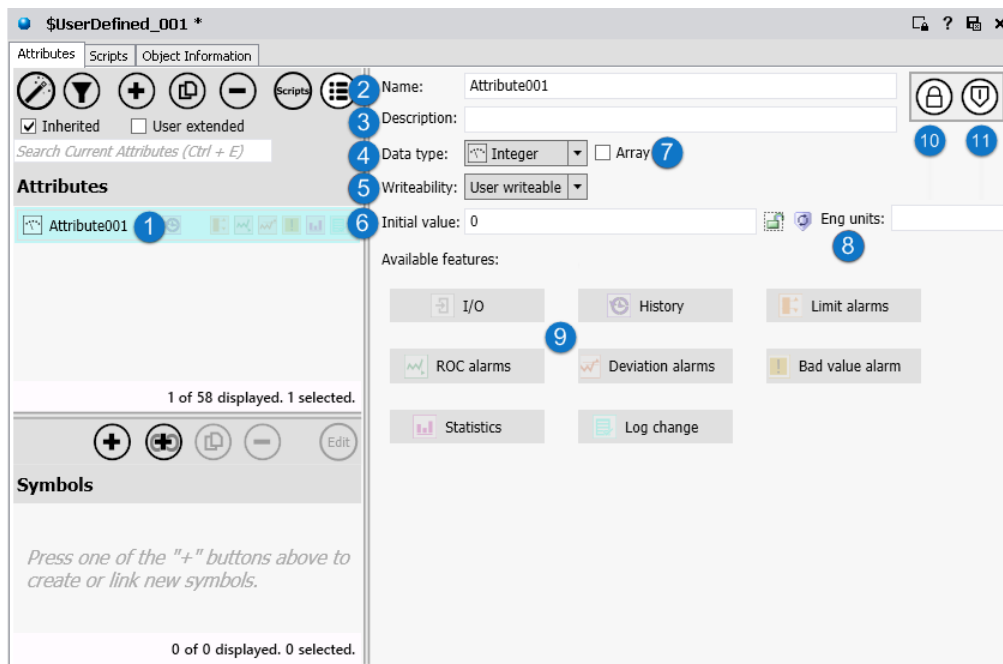 $UserDefined_001 *
?
Attributes Scripts Object Information
Scripts
2 Name: Attribute001
Inherited User extended
3 Description:
10 11
Search Current Attributes (Ctrl + E)
4 Data type: Integer Array 7
Attributes
5 Writeability: User writeable
Attribute001 1
6 Initial value: 0 Eng units:
8
Available features:
I/O History Limit alarms
9
ROC alarms Deviation alarms Bad value alarm
1 of 58 displayed. 1 selected.
Statistics Log change
Edit
Symbols
Press one of the "+" buttons above to
create or link new symbols.
0 of 0 displayed. 0 selected.